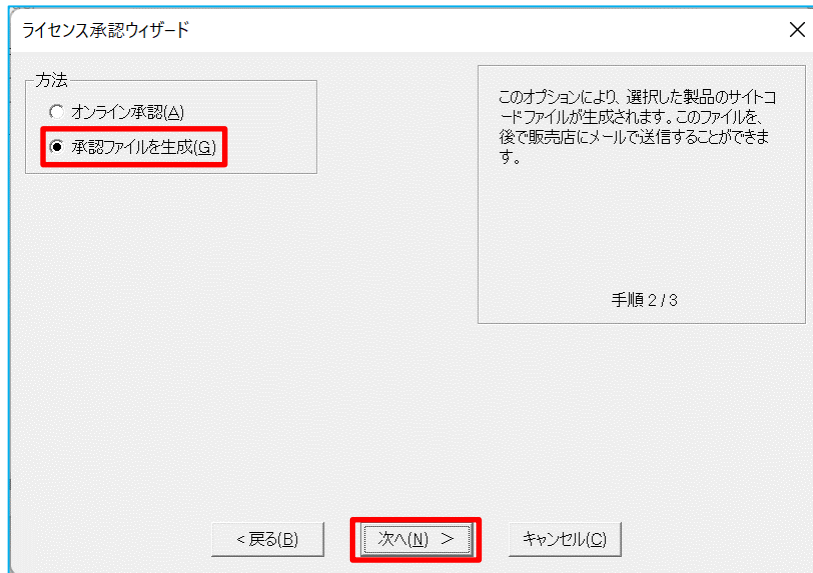 ライセンス承認ウィザード
方法
オンライン承認(A)
承認ファイルを生成(G)
このオプションにより、選択した製品のサイトコ
ードファイルが生成されます。このファイルを、
後で販売店にメールで送信することができま
す。
手順 2 / 3
< 戻る(B)
次へ(N) >
キャンセル(C)